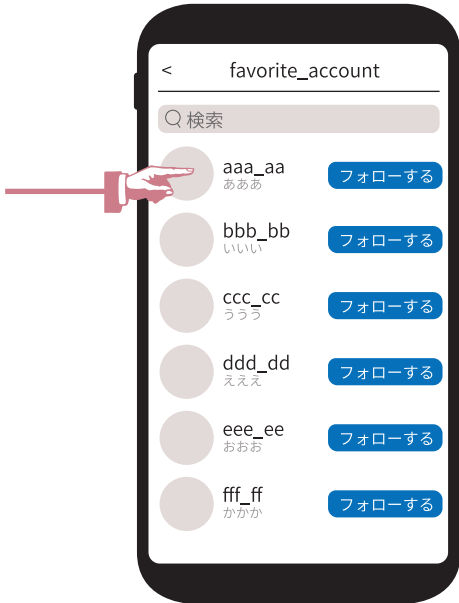 < favorite_account
検索
aaa_aa
あああ
フォローする
bbb_bb
いいい
フォローする
ccc_cc
ううう
フォローする
ddd_dd
えええ
フォローする
eee_ee
おおお
フォローする
fff_ff
かかか
フォローする